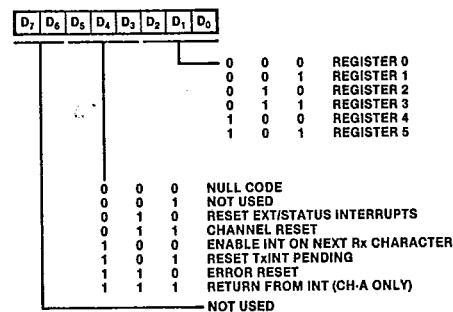 D7 D6 D5 D4 D3 D2 D1 D0
0 0 0 REGISTER 0
0 0 1 REGISTER 1
0 1 0 REGISTER 2
0 1 1 REGISTER 3
1 0 0 REGISTER 4
1 0 1 REGISTER 5
0 0 0 NULL CODE
0 0 1 NOT USED
0 1 0 RESET EXT/STATUS INTERRUPTS
0 1 1 CHANNEL RESET
1 0 0 ENABLE INT ON NEXT Rx CHARACTER
1 0 1 RESET TxINT PENDING
1 1 0 ERROR RESET
1 1 1 RETURN FROM INT (CH-A ONLY)
NOT USED